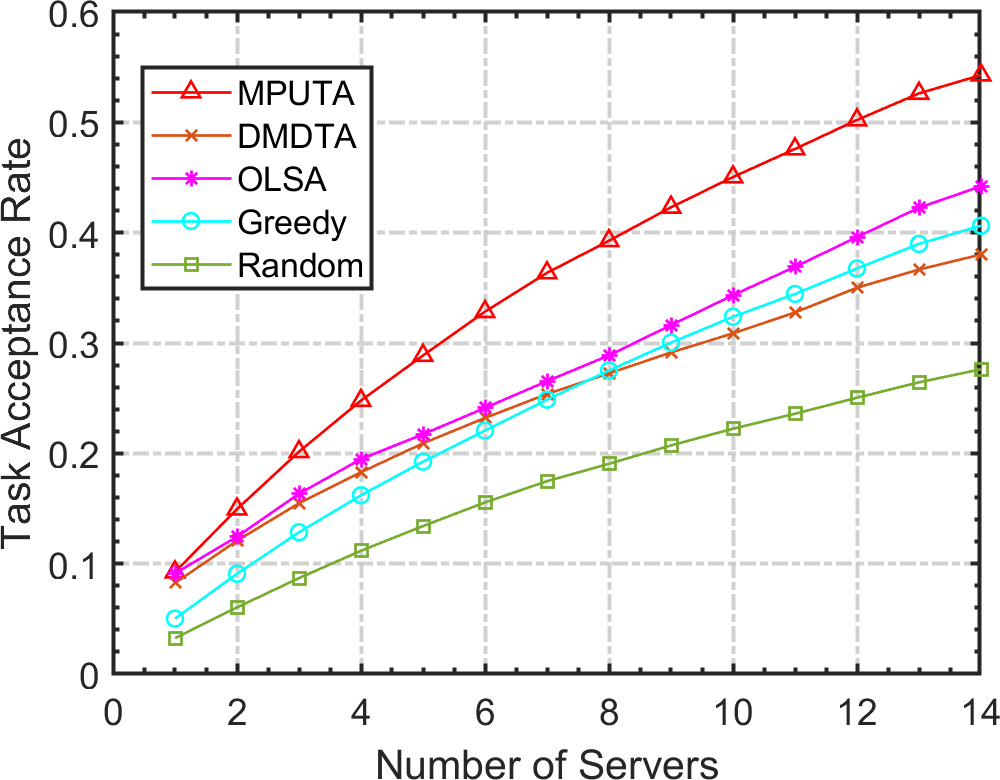 0.6
0.5
0.4
0.3
0.2
0.1
0
Task Acceptance Rate
MPUTA
DMDTA
OLSA
Greedy
Random
0 2 4 6 8 10 12 14
Number of Servers